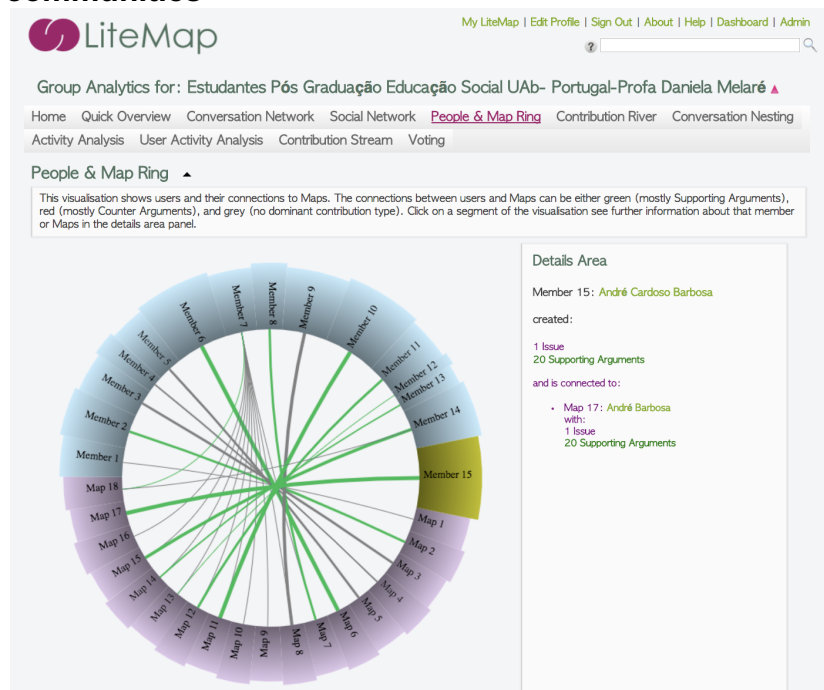 communities
LiteMap
My LiteMap | Edit Profile | Sign Out | About | Help | Dashboard | Admin
?
Group Analytics for: Estudantes Pós Graduação Educação Social UAb- Portugal-Profa Daniela Melaré
Home Quick Overview Conversation Network Social Network People & Map Ring Contribution River Conversation Nesting
Activity Analysis User Activity Analysis Contribution Stream Voting
People & Map Ring
This visualisation shows users and their connections to Maps. The connections between users and Maps can be either green (mostly Supporting Arguments),
red (mostly Counter Arguments), and grey (no dominant contribution type). Click on a segment of the visualisation see further information about that member
or Maps in the details area panel.
Member 1
Member 2
Member 3
Member 4
Member 5
Member 6
Member 7
Member 8
Member 9
Member 10
Member 11
Member 12
Member 13
Member 14
Member 15
Map 1
Map 2
Map 3
Map 4
Map 5
Map 6
Map 7
Map 8
Map 9
Map 10
Map 11
Map 12
Map 13
Map 14
Map 15
Map 16
Map 17
Map 18
Details Area
Member 15: André Cardoso Barbosa
created:
1 Issue
20 Supporting Arguments
and is connected to:
• Map 17: André Barbosa
with:
1 Issue
20 Supporting Arguments